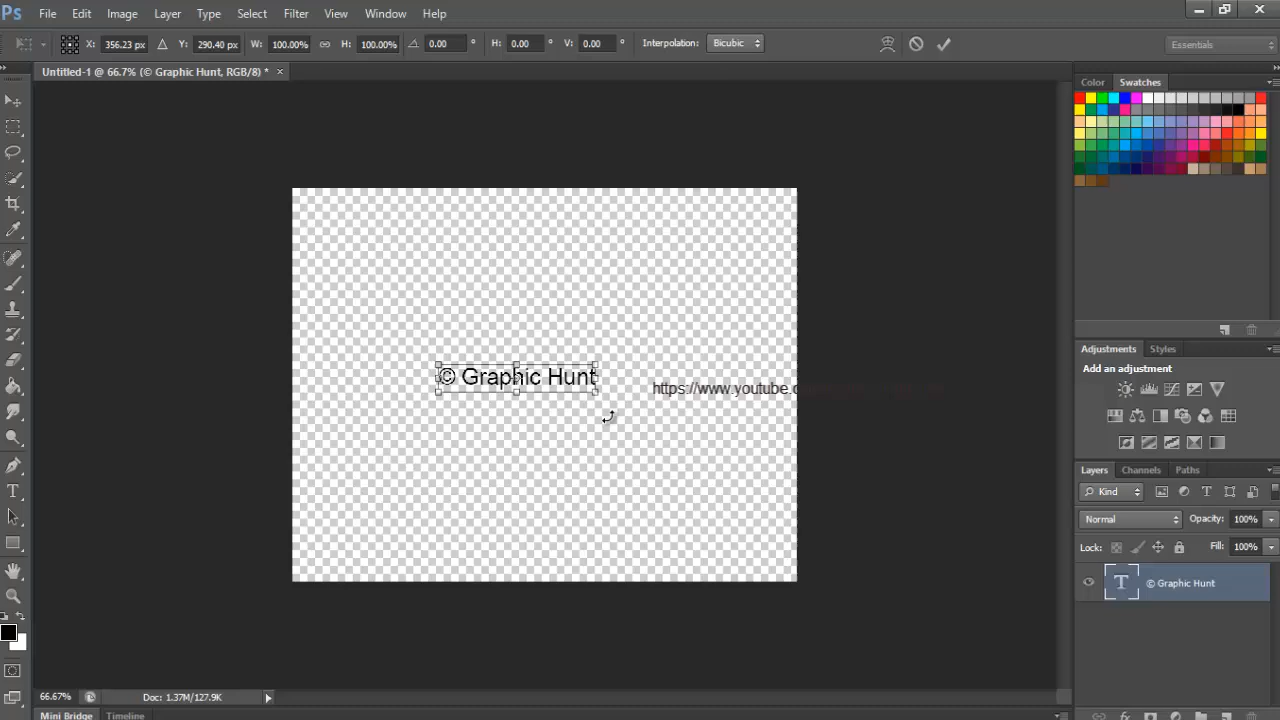 Ps File Edit Image Layer Type Select Filter View Window Help
X: 356.23 px Y: 290.40 px W: 100.00% H: 100.00% 0.00 ° H: 0.00 ° V: 0.00 ° Interpolation: Bicubic Essentials
Untitled-1 @ 66.7% (© Graphic Hunt, RGB/8) * ×
Color Swatches
© Graphic Hunt
https://www.youtube.c
Adjustments Styles
Add an adjustment
Layers Channels Paths
Kind
Normal Opacity: 100%
Lock: Fill: 100%
T © Graphic Hunt
66.67% Doc: 1.37M/127.9K
Mini Bridge Timeline